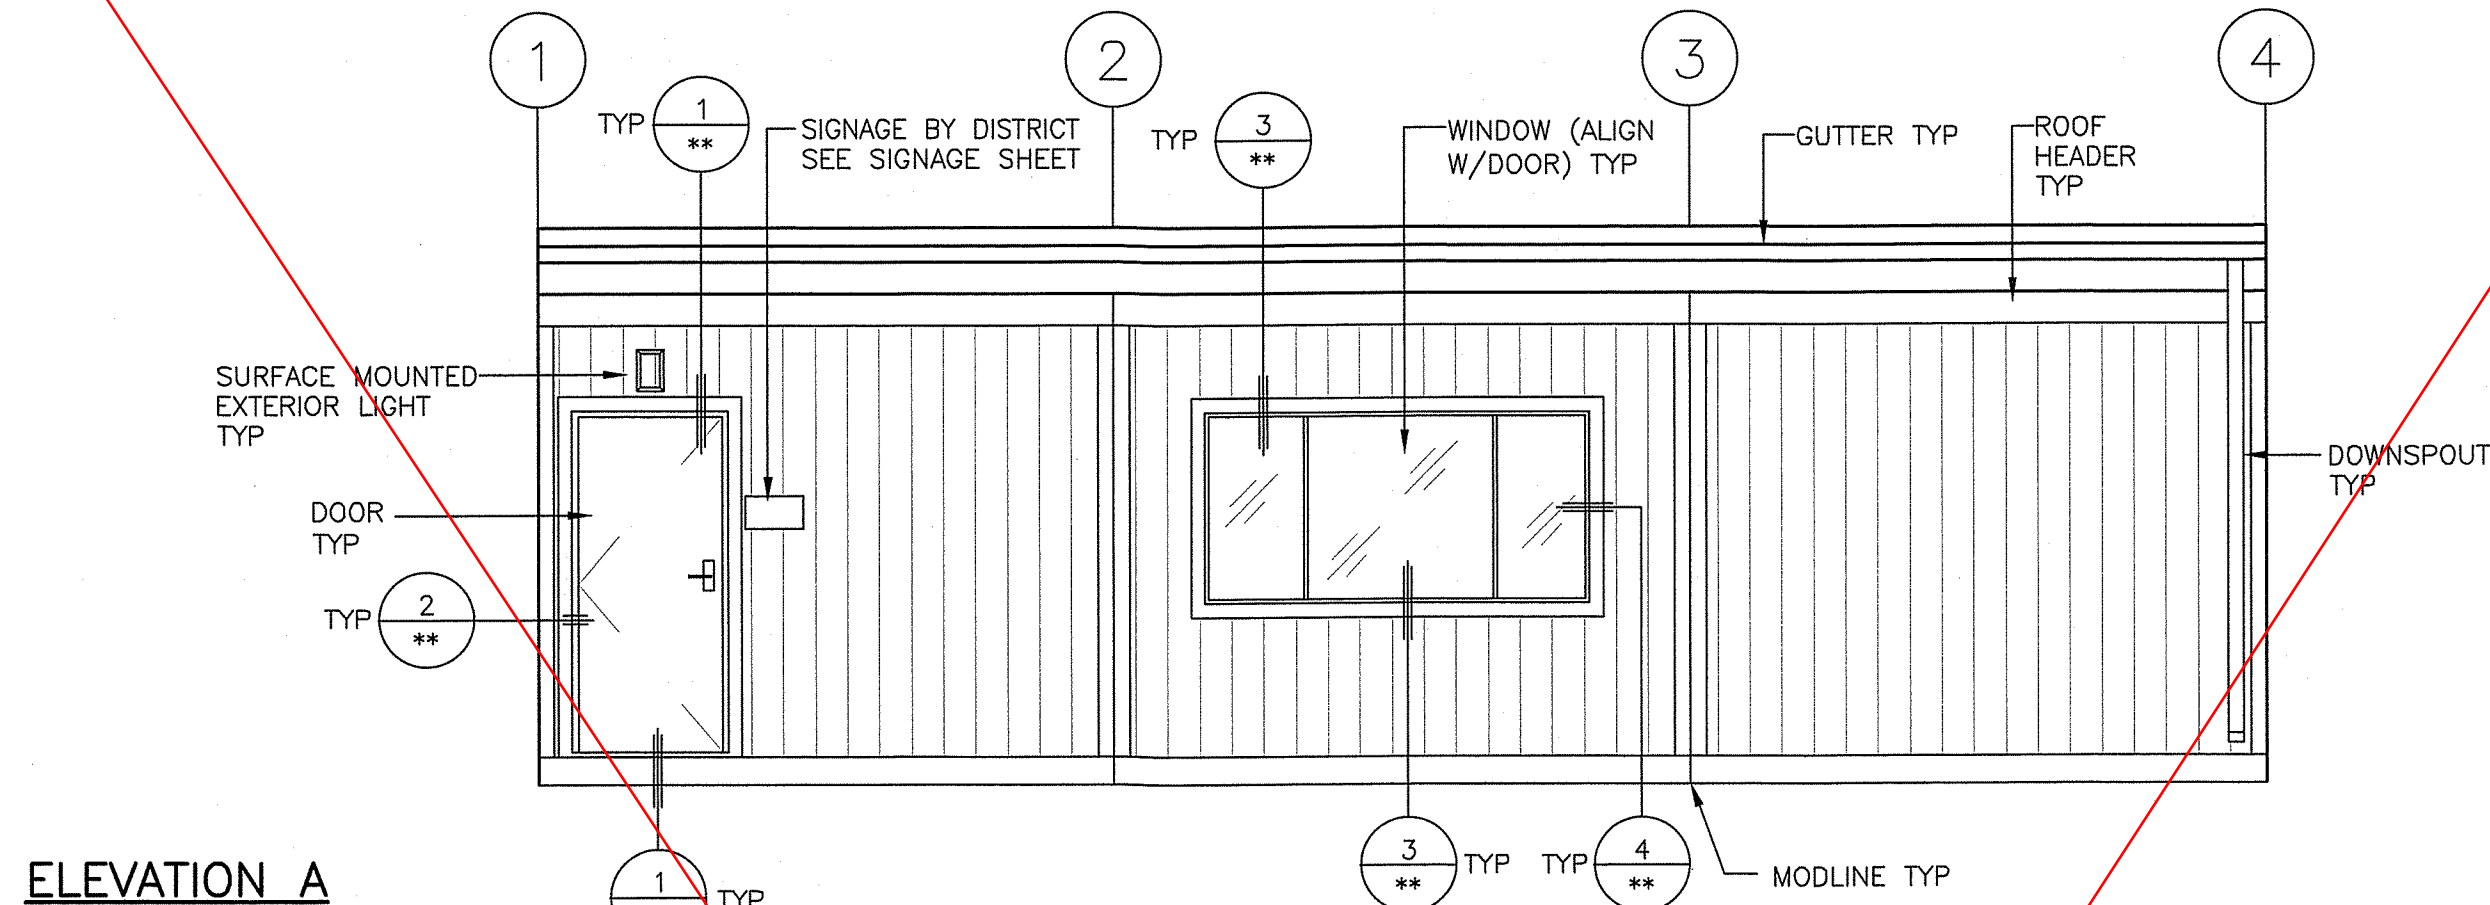 1
2
3
4
TYP
1
**
SIGNAGE BY DISTRICT
SEE SIGNAGE SHEET
TYP
3
**
WINDOW (ALIGN
W/DOOR) TYP
GUTTER TYP
ROOF
HEADER
TYP
SURFACE MOUNTED
EXTERIOR LIGHT
TYP
DOOR
TYP
TYP
2
**
DOWNSPOUT
TYP
1
TYP
3
**
TYP
TYP
4
**
MODLINE TYP
ELEVATION A